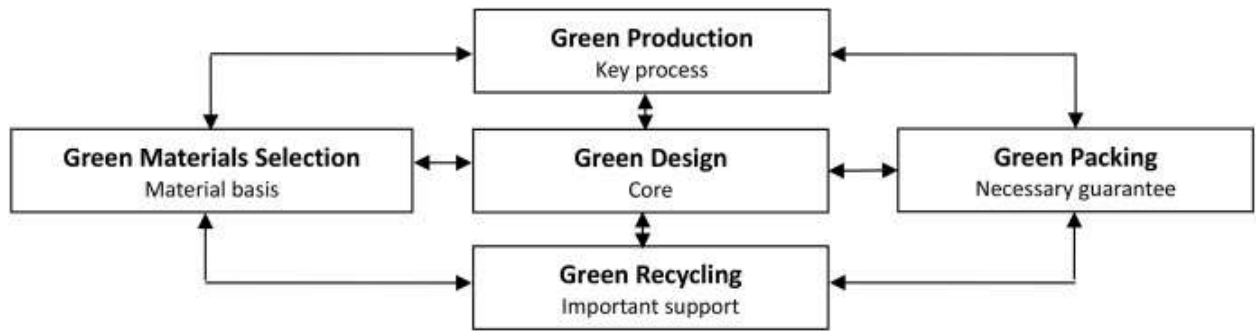 Green Production
Key process
Green Materials Selection
Material basis
Green Design
Core
Green Packing
Necessary guarantee
Green Recycling
Important support